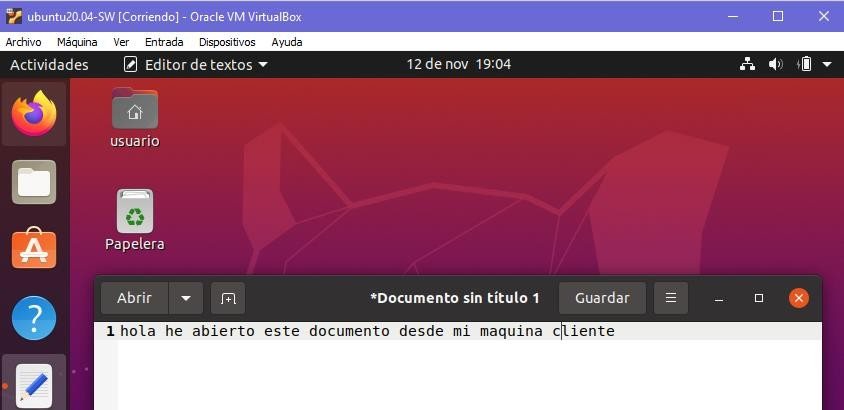 ubuntu20.04-SW [Corriendo] - Oracle VM VirtualBox
Archivo Máquina Ver Entrada Dispositivos Ayuda
Actividades Editor de textos 12 de nov 19:04
usuario
Papelera
Abrir *Documento sin título 1 Guardar
1 hola he abierto este documento desde mi maquina cliente